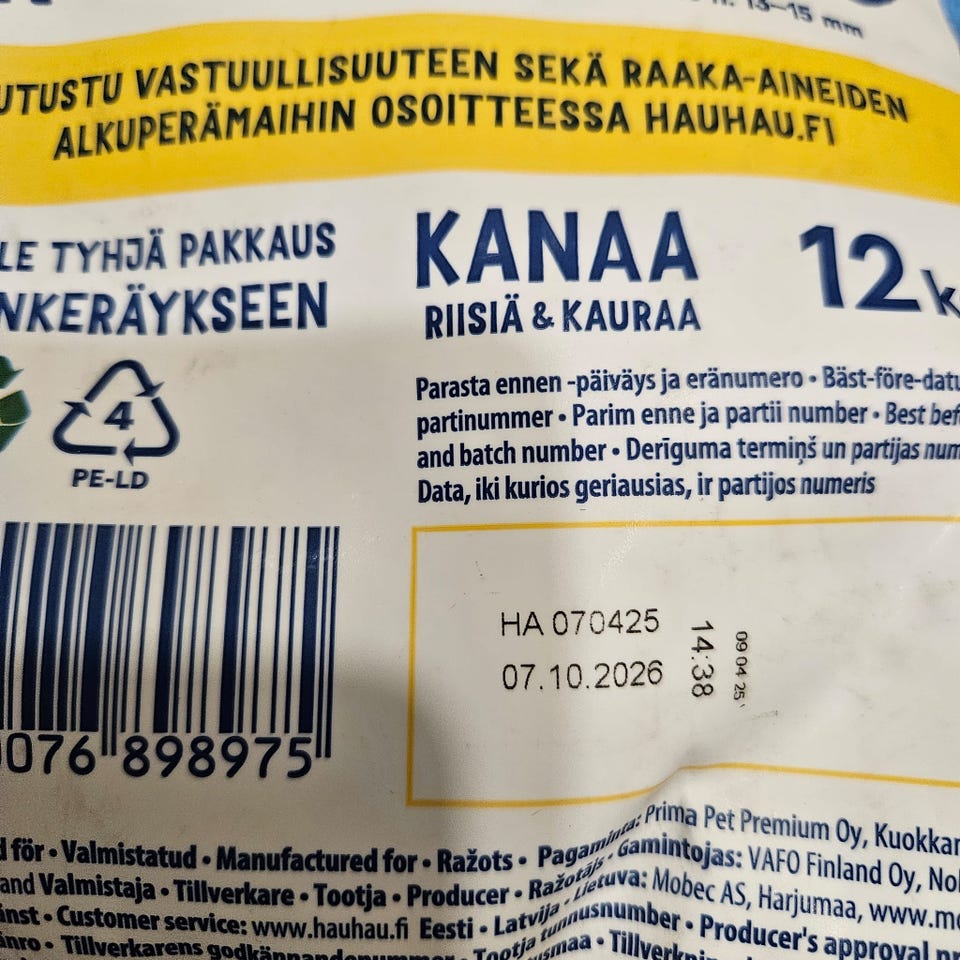 13–15 mm
VASTUULLISUUTEEN SEKÄ RAAKA-AINEIDEN
ALKUPERÄMAIHIN OSOITTEESSA HAUHAU.FI
TYHJÄ PAKKAUS
KANAA
RIISIÄ & KAURAA
12
4
PE-LD
Parasta ennen -päiväys ja eränumero • Bäst-före-datu
partinummer • Parim enne ja partii number • Best bef
and batch number • Derīguma termiņš un partijas num
Data, iki kurios geriausias, ir partijos numeris
HA 070425
07.10.2026
14:38
09 04 25
076 898975
för • Valmistatud • Manufactured for • Ražots • Pagaminta: Prima Pet Premium Oy, Kuokkan
and Valmistaja • Tillverkare • Tootja • Producer • Ražotājs • Gamintojas: VAFO Finland Oy, Nol
Customer service: www.hauhau.fi Eesti • Latvija • Lietuva: Mobec AS, Harjumaa, www.m
Tillverkarens godkännandenummer • Tootja tunnusnumber • Producer's approval